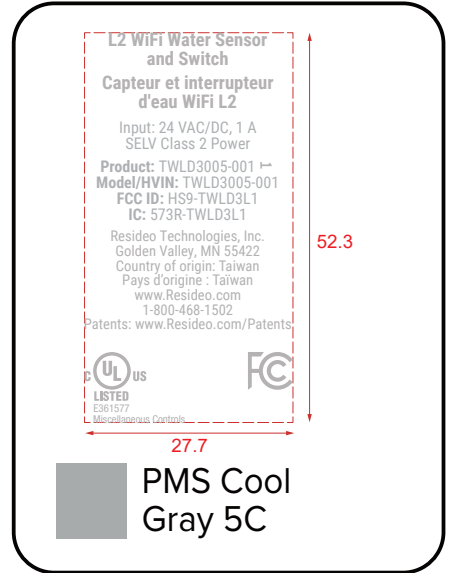 L2 WiFi Water Sensor
and Switch
Capteur et interrupteur
d'eau WiFi L2
Input: 24 VAC/DC, 1 A
SELV Class 2 Power
Product: TWLD3005-001
Model/HVIN: TWLD3005-001
FCC ID: HS9-TWLD3L1
IC: 573R-TWLD3L1
Resideo Technologies, Inc.
Golden Valley, MN 55422
Country of origin: Taiwan
Pays d'origine : Taïwan
www.Resideo.com
1-800-468-1502
Patents: www.Resideo.com/Patents
C UL US
FC
LISTED
E361577
Miscellaneous Controls
52.3
27.7
PMS Cool
Gray 5C